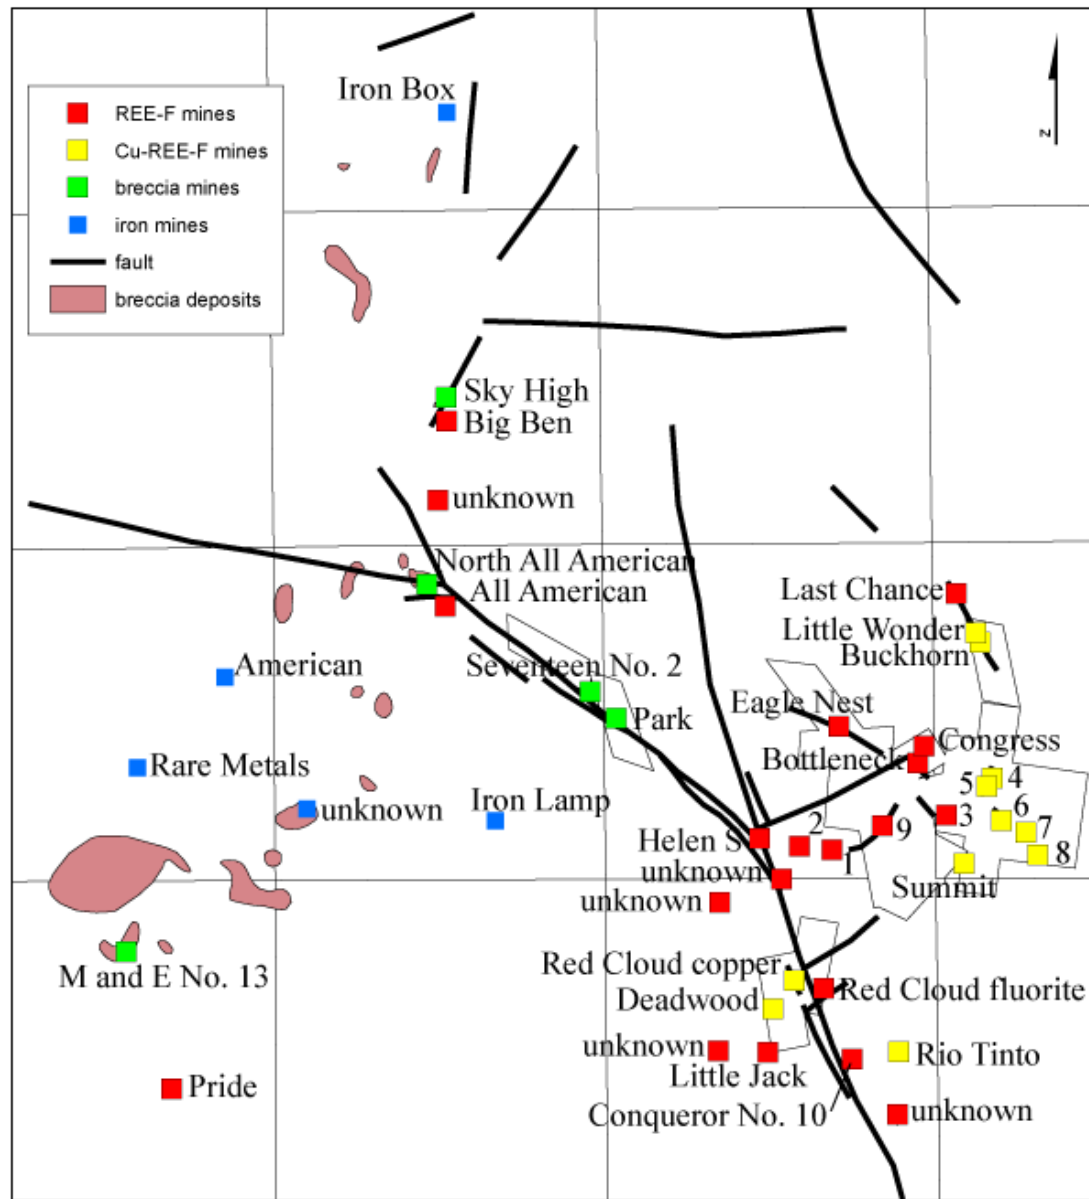 Iron Box
REE-F mines
Cu-REE-F mines
breccia mines
iron mines
fault
breccia deposits
z
Sky High
Big Ben
unknown
North All American
All American
Last Chance
Little Wonder
Buckhorn
Seventeen No. 2
American
Eagle Nest
Park
Congress
Bottleneck
Rare Metals
5 4
unknown
Iron Lamp
6
3
7
2
9
Helen S
1
8
unknown
Summit
unknown
Red Cloud copper
M and E No. 13
Red Cloud fluorite
Deadwood
unknown
Rio Tinto
Little Jack
Pride
Conqueror No. 10
unknown